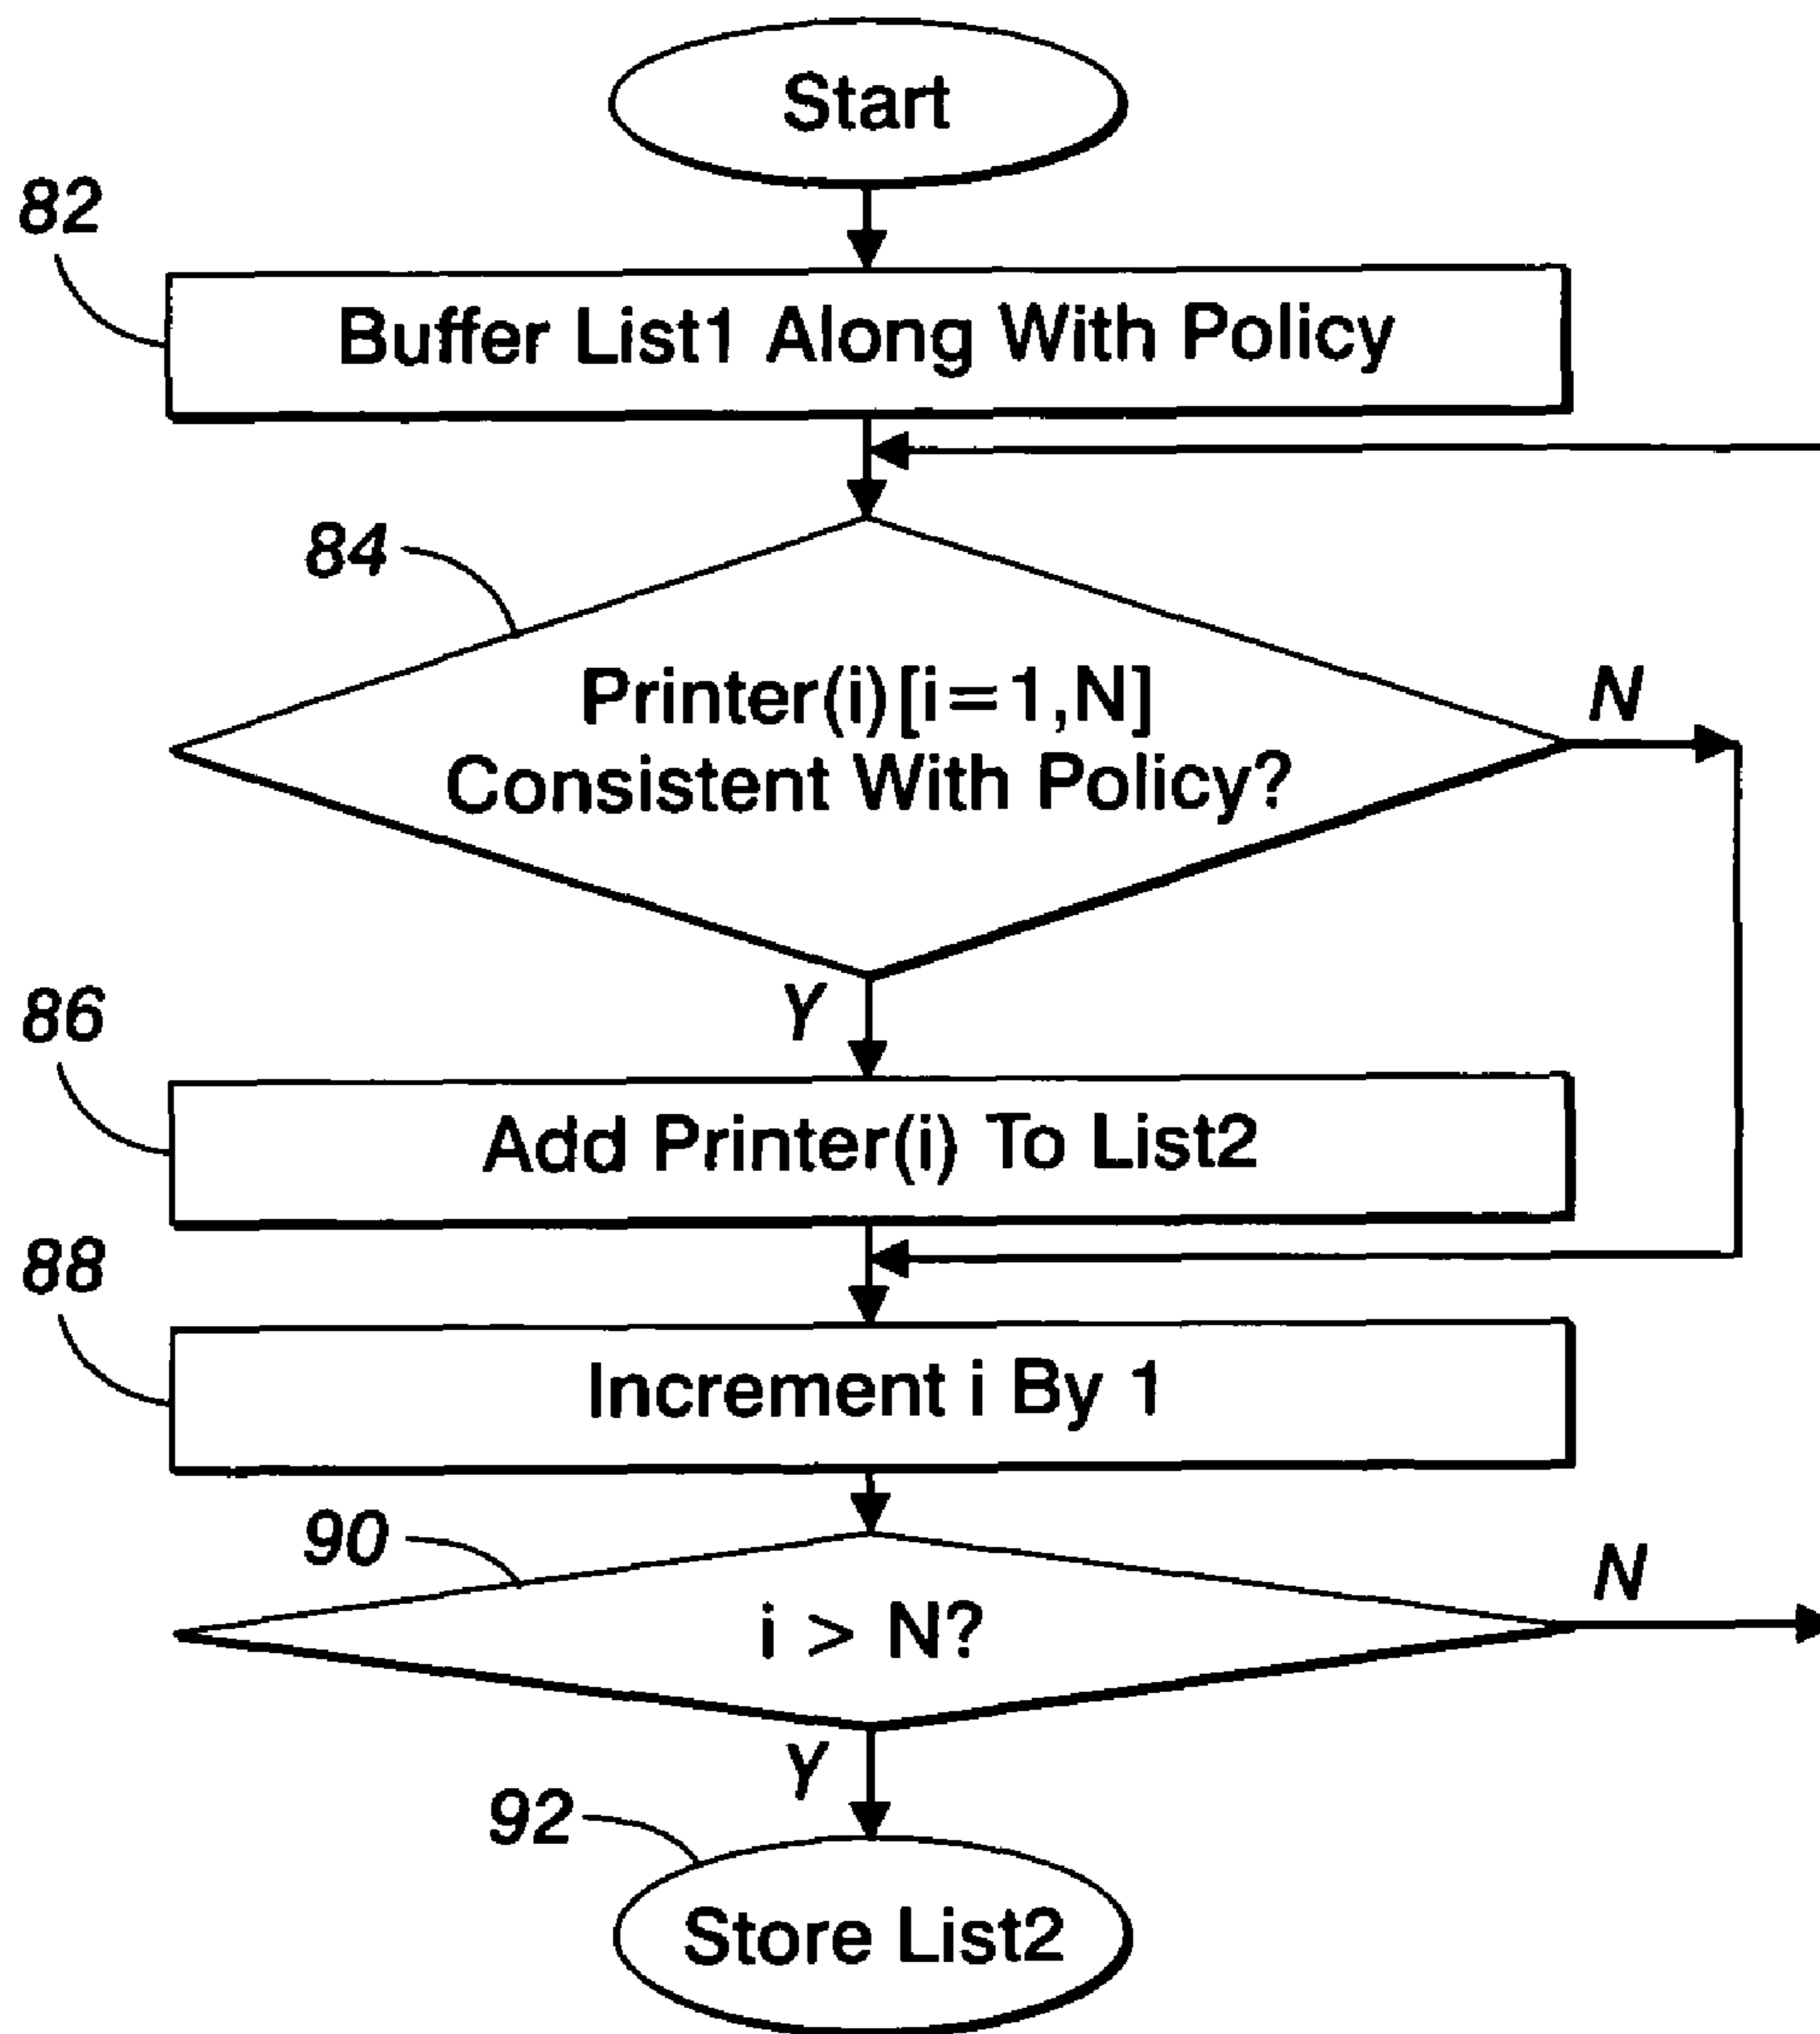 Start
82
Buffer List1 Along With Policy
84
Printer(i)[i=1,N]
Consistent With Policy?
N
Y
86
Add Printer(i) To List2
88
Increment i By 1
90
i > N?
N
Y
92
Store List2